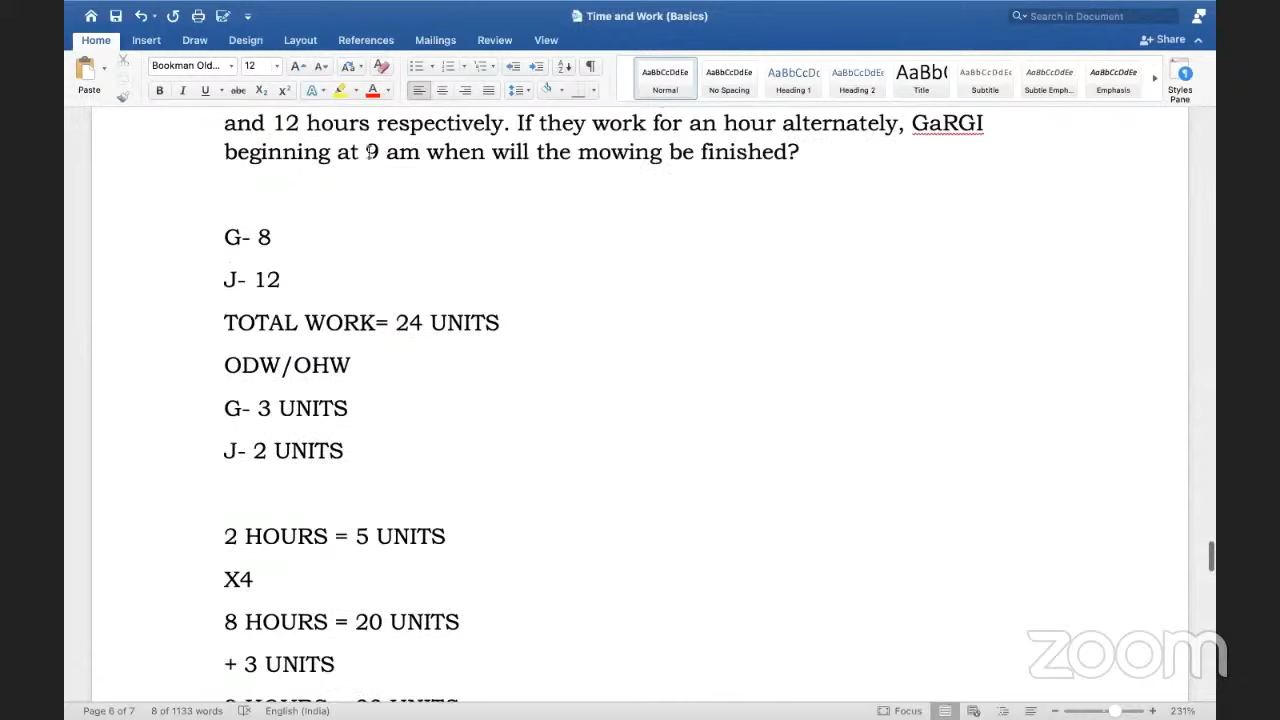 Time and Work (Basics)
Search in Document
Home Insert Draw Design Layout References Mailings Review View
Share
Paste
Bookman Old... 12
AaBbCcDdEe AaBbCcDdEe AaBbCcDc AaBbCcDdEe AaBb( AaBbCcDdEe AaBbCcDdEe AaBbCcDdEe
Normal No Spacing Heading 1 Heading 2 Title Subtitle Subtle Emph... Emphasis
Styles Pane
and 12 hours respectively. If they work for an hour alternately, GaRGI
beginning at 9 am when will the mowing be finished?
G- 8
J- 12
TOTAL WORK= 24 UNITS
ODW/OHW
G- 3 UNITS
J- 2 UNITS
2 HOURS = 5 UNITS
X4
8 HOURS = 20 UNITS
+ 3 UNITS
zoom
Page 6 of 7 8 of 1133 words English (India) Focus 231%